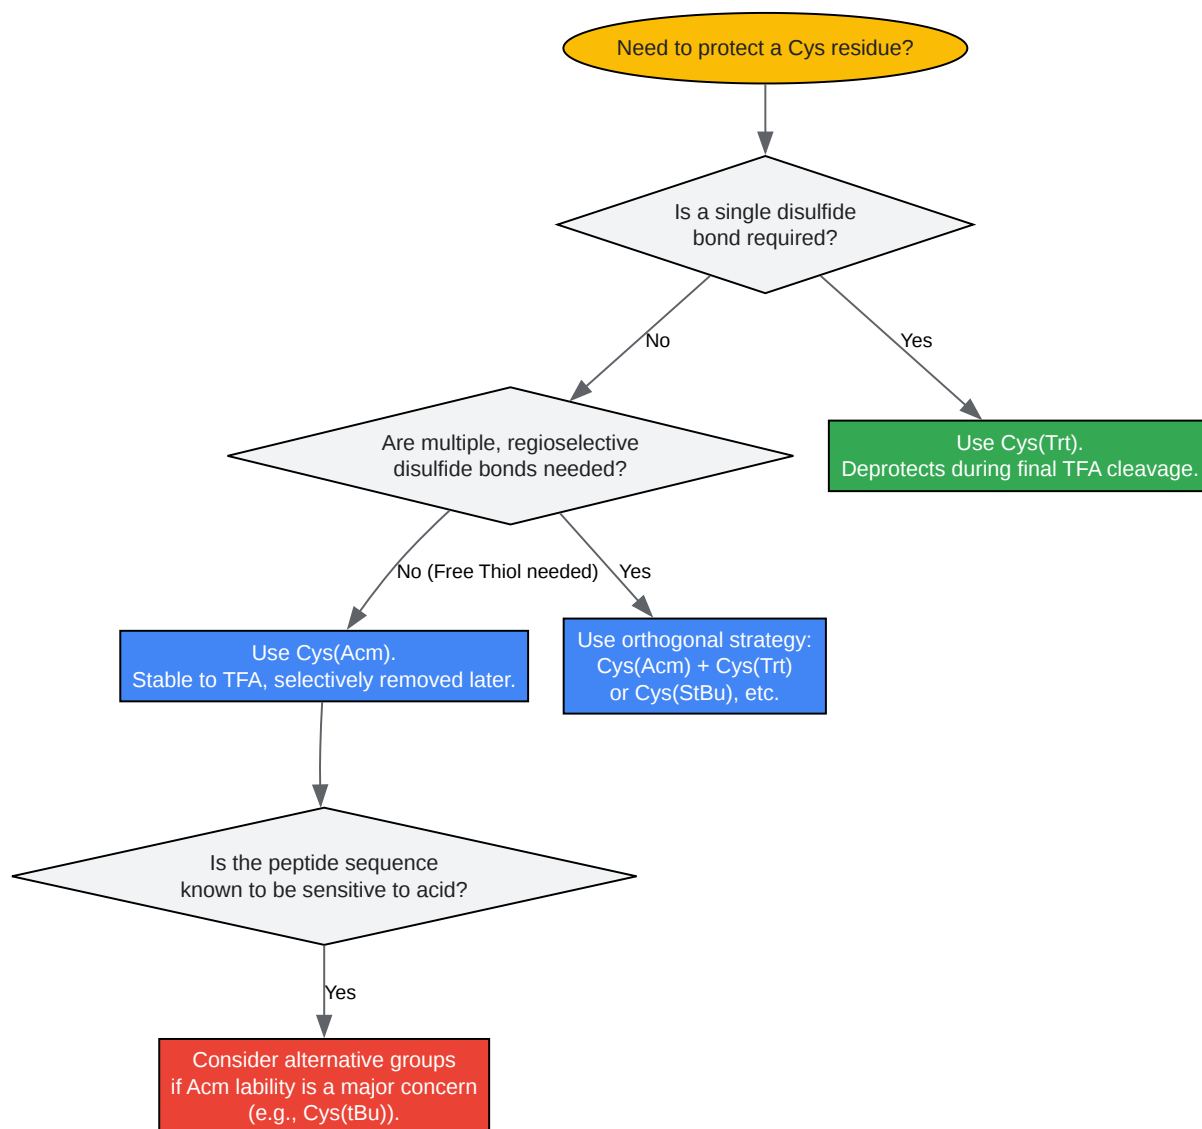 Need to protect a Cys residue?
Is a single disulfide
bond required?
No
Yes
Are multiple, regioselective
disulfide bonds needed?
Use Cys(Trt).
Deprotects during final TFA cleavage.
No (Free Thiol needed)
Yes
Use Cys(Acm).
Stable to TFA, selectively removed later.
Use orthogonal strategy:
Cys(Acm) + Cys(Trt)
or Cys(StBu), etc.
Is the peptide sequence
known to be sensitive to acid?
Yes
Consider alternative groups
if Acm lability is a major concern
(e.g., Cys(tBu)).